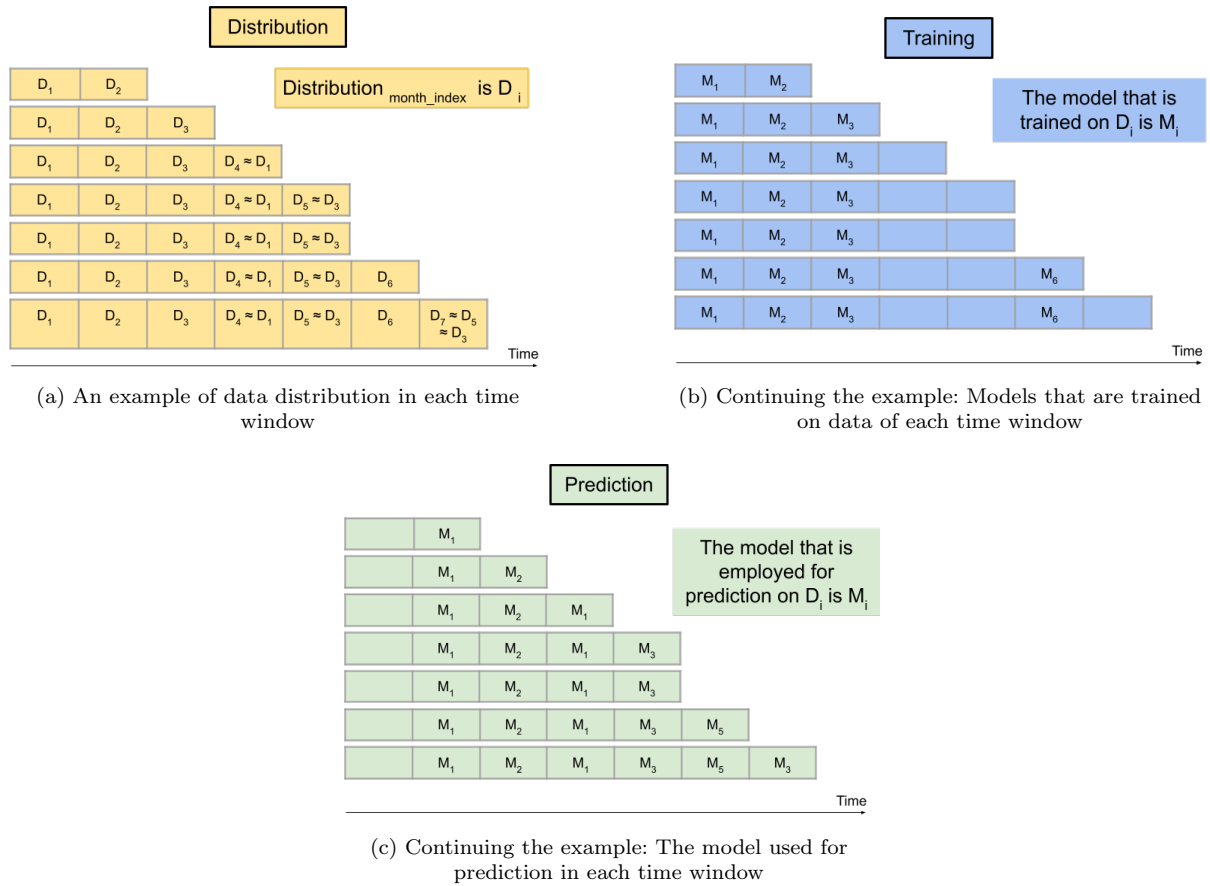 Distribution
Distribution month_index is D i
D1 D2
D1 D2 D3
D1 D2 D3 D4 ≈ D1
D1 D2 D3 D4 ≈ D1 D5 ≈ D3
D1 D2 D3 D4 ≈ D1 D5 ≈ D3
D1 D2 D3 D4 ≈ D1 D5 ≈ D3 D6
D1 D2 D3 D4 ≈ D1 D5 ≈ D3 D6 D7 ≈ D5
≈ D3
Time
(a) An example of data distribution in each time
window
Training
The model that is
trained on Di is Mi
M1 M2
M1 M2 M3
M1 M2 M3
M1 M2 M3
M1 M2 M3
M1 M2 M3 M6
M1 M2 M3 M6
Time
(b) Continuing the example: Models that are trained
on data of each time window
Prediction
The model that is
employed for
prediction on Di is Mi
M1
M1 M2
M1 M2 M1
M1 M2 M1 M3
M1 M2 M1 M3
M1 M2 M1 M3 M5
M1 M2 M1 M3 M5 M3
Time
(c) Continuing the example: The model used for
prediction in each time window